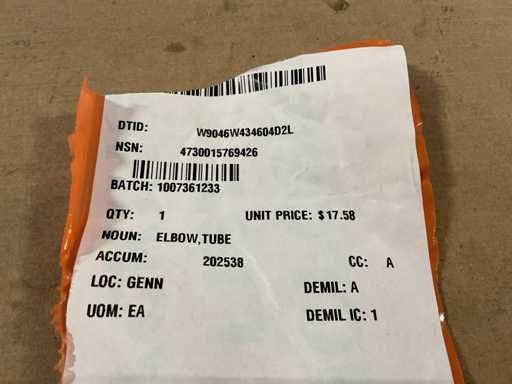 DTID: W9046W434604D2L
NSN: 4730015769426
BATCH: 1007361233
QTY: 1 UNIT PRICE: $17.58
NOUN: ELBOW,TUBE
ACCUM: 202538 CC: A
LOC: GENN DEMIL: A
UOM: EA DEMIL IC: 1